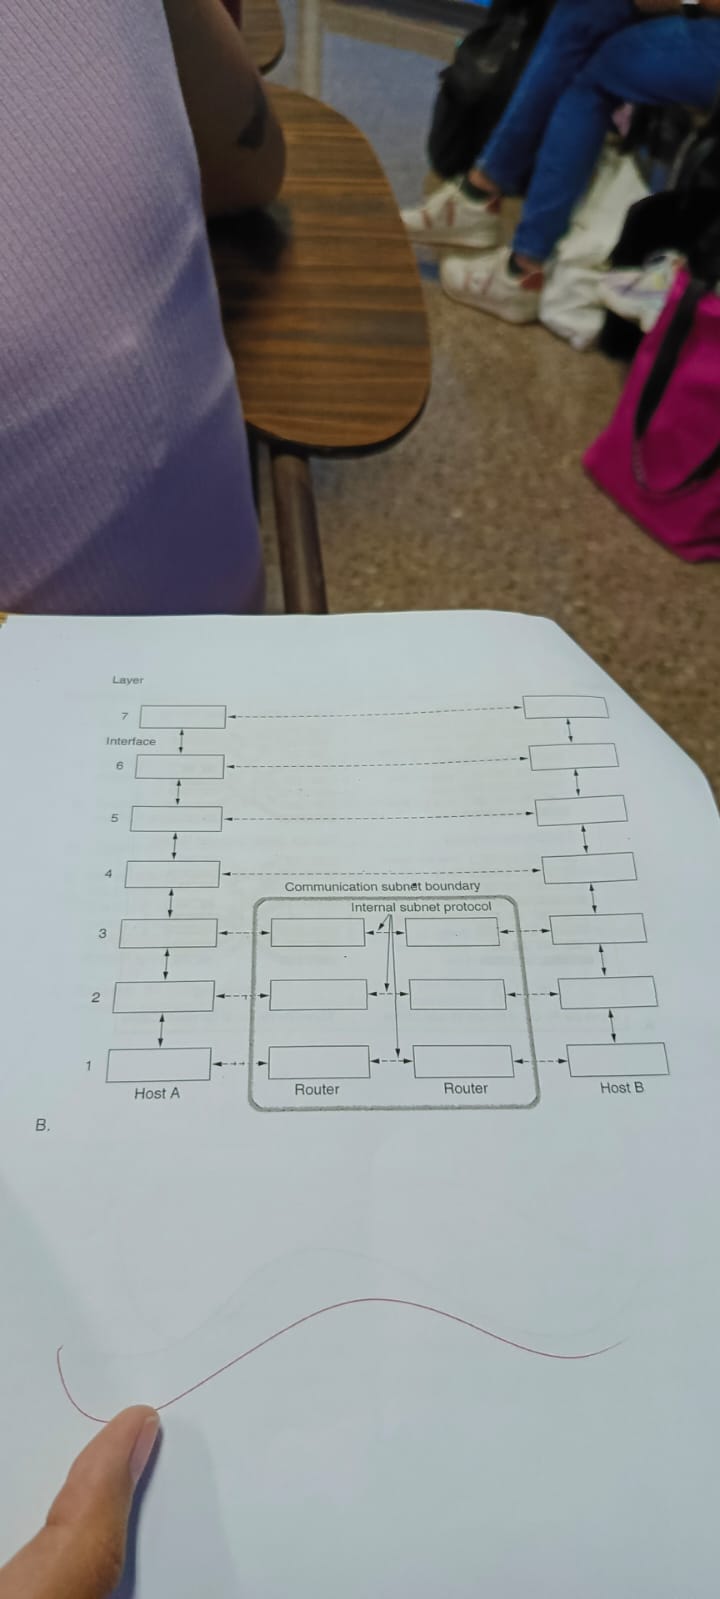 Layer
7
Interface
6
5
4
Communication subnet boundary
Internal subnet protocol
3
2
1
Host A
Router
Router
Host B
B.